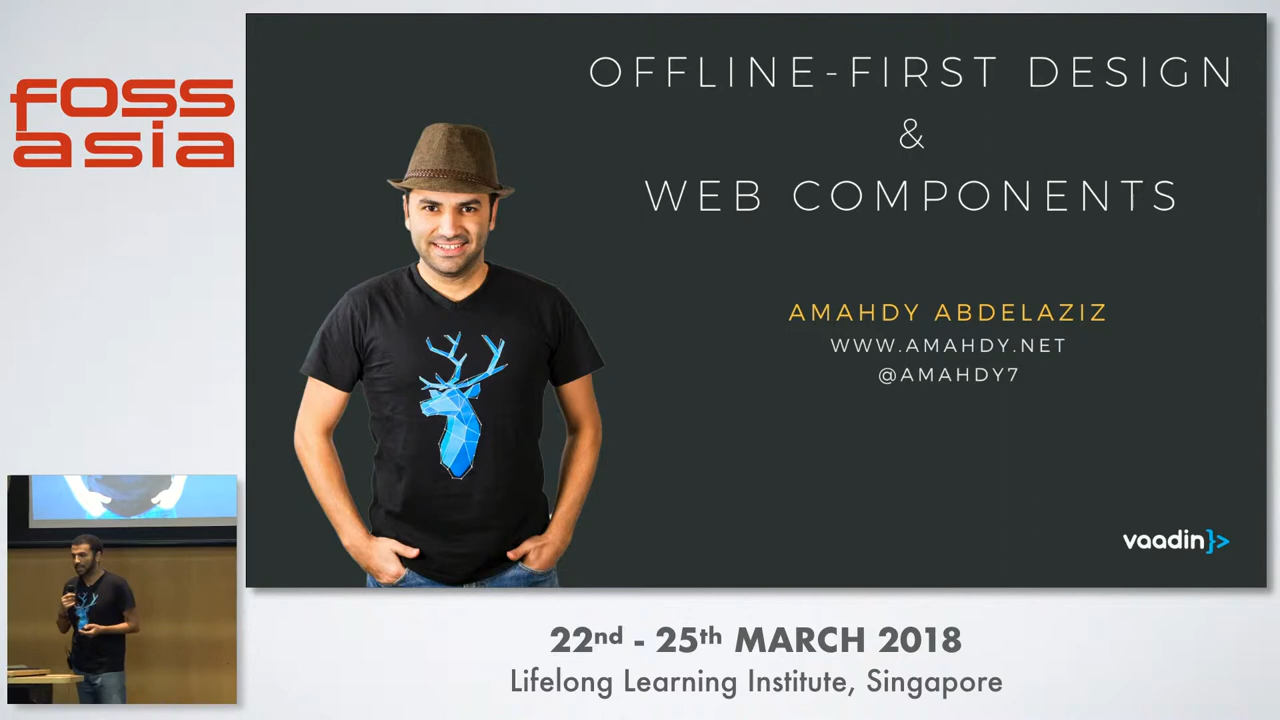 foss
asia
OFFLINE-FIRST DESIGN
&
WEB COMPONENTS
AMAHDY ABDELAZIZ
WWW.AMAHDY.NET
@AMAHDY7
vaadin}>
22nd - 25th MARCH 2018
Lifelong Learning Institute, Singapore